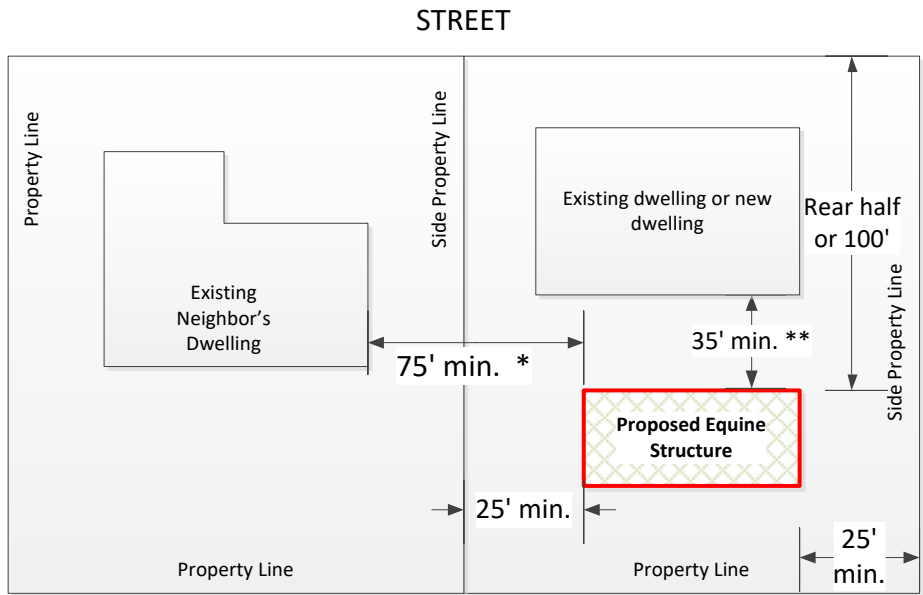 STREET
Property Line
Side Property Line
Existing dwelling or new
dwelling
Rear half
or 100'
Side Property Line
Existing
Neighbor's
Dwelling
75' min. *
35' min. **
Proposed Equine
Structure
25' min.
25'
min.
Property Line
Property Line